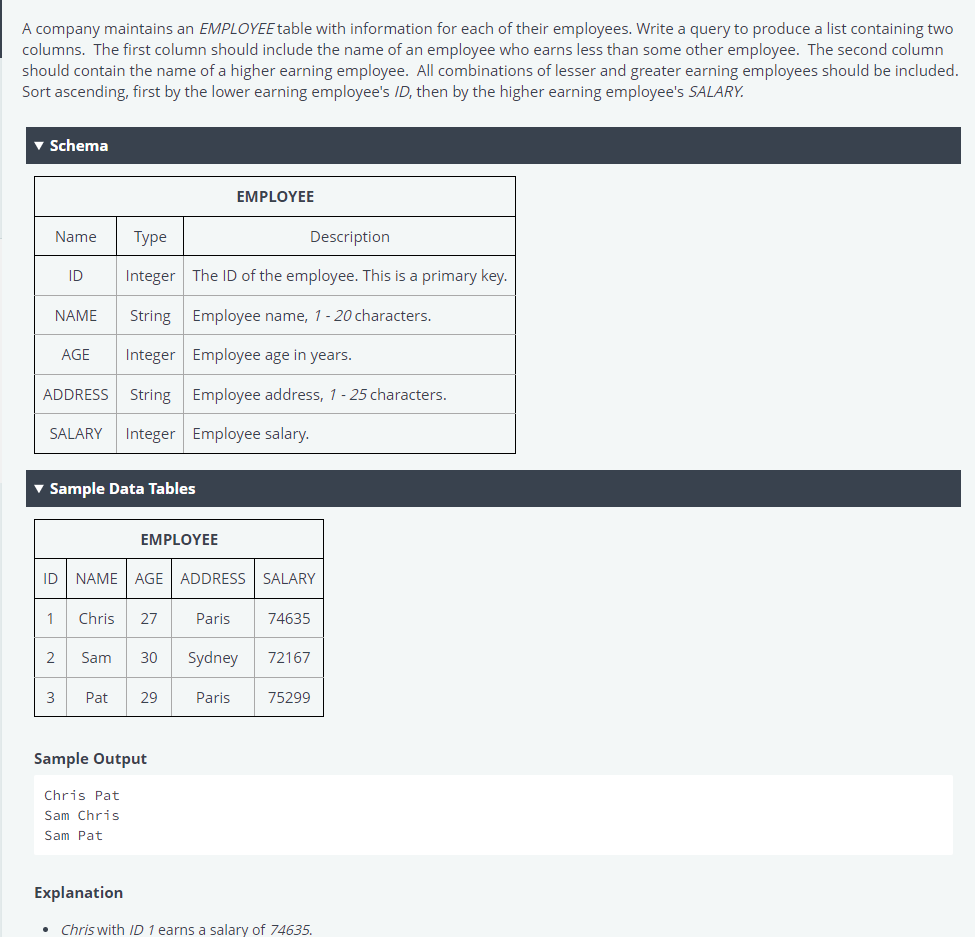 A company maintains an EMPLOYEE table with information for each of their employees. Write a query to produce a list containing two
columns.  The first column should include the name of an employee who earns less than some other employee.  The second column
should contain the name of a higher earning employee.  All combinations of lesser and greater earning employees should be included.
Sort ascending, first by the lower earning employee's ID, then by the higher earning employee's SALARY.
▼ Schema
EMPLOYEE
Name Type Description
ID Integer The ID of the employee. This is a primary key.
NAME String Employee name, 1 - 20 characters.
AGE Integer Employee age in years.
ADDRESS String Employee address, 1 - 25 characters.
SALARY Integer Employee salary.
▼ Sample Data Tables
EMPLOYEE
ID NAME AGE ADDRESS SALARY
1 Chris 27 Paris 74635
2 Sam 30 Sydney 72167
3 Pat 29 Paris 75299
Sample Output
Chris Pat
Sam Chris
Sam Pat
Explanation
• Chris with ID 1 earns a salary of 74635.